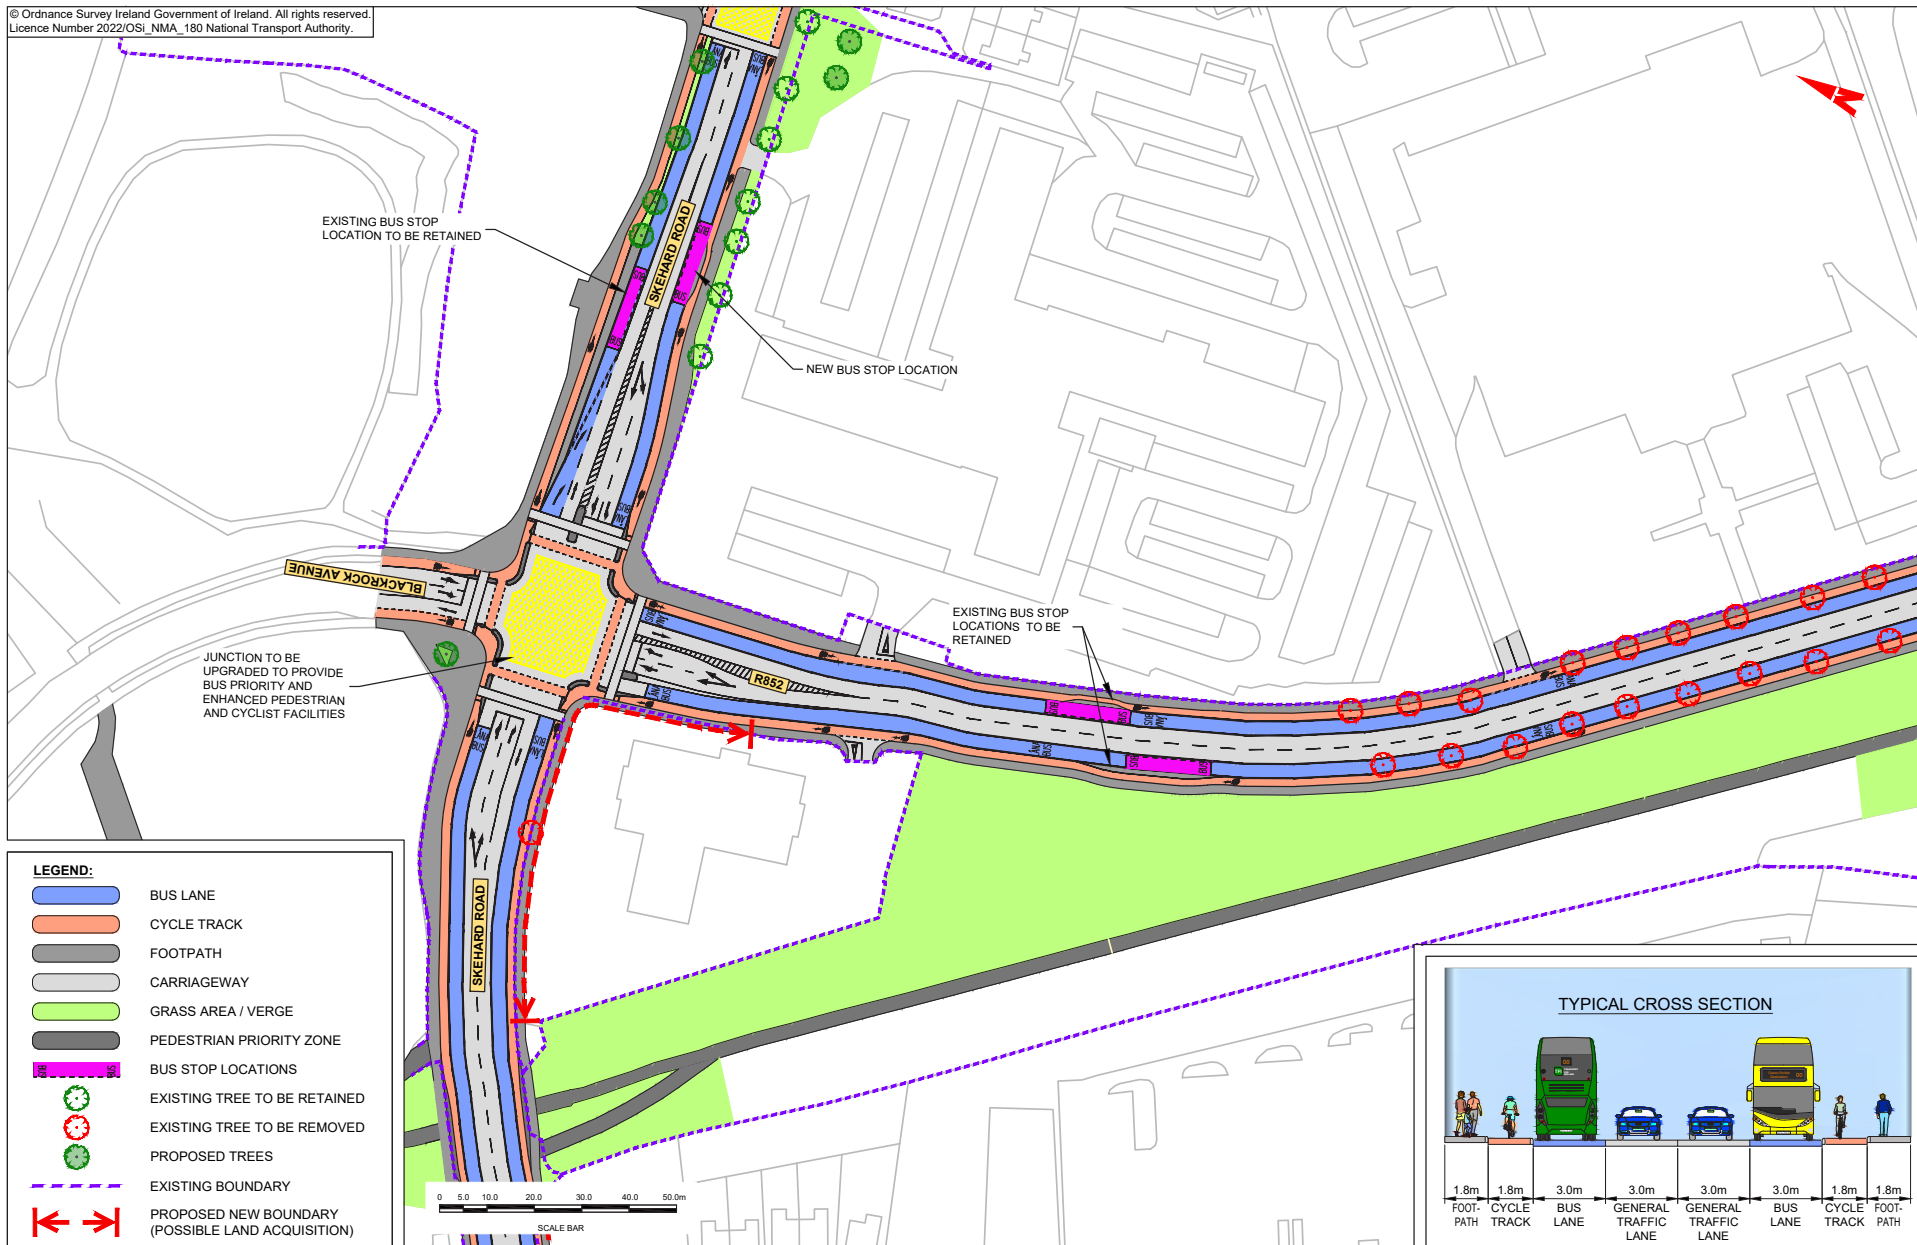 © Ordnance Survey Ireland Government of Ireland. All rights reserved.
Licence Number 2022/OSi_NMA_180 National Transport Authority.
EXISTING BUS STOP
LOCATION TO BE RETAINED
SKEHARD ROAD
NEW BUS STOP LOCATION
BLACKROCK AVENUE
JUNCTION TO BE
UPGRADED TO PROVIDE
BUS PRIORITY AND
ENHANCED PEDESTRIAN
AND CYCLIST FACILITIES
EXISTING BUS STOP
LOCATIONS TO BE
RETAINED
R852
SKEHARD ROAD
LEGEND:
BUS LANE
CYCLE TRACK
FOOTPATH
CARRIAGEWAY
GRASS AREA / VERGE
PEDESTRIAN PRIORITY ZONE
BUS STOP LOCATIONS
EXISTING TREE TO BE RETAINED
EXISTING TREE TO BE REMOVED
PROPOSED TREES
EXISTING BOUNDARY
PROPOSED NEW BOUNDARY
(POSSIBLE LAND ACQUISITION)
0 5.0 10.0 20.0 30.0 40.0 50.0m
SCALE BAR
TYPICAL CROSS SECTION
1.8m 1.8m 3.0m 3.0m 3.0m 3.0m 1.8m 1.8m
FOOT- CYCLE BUS GENERAL GENERAL BUS CYCLE FOOT-
PATH TRACK LANE TRAFFIC TRAFFIC LANE TRACK PATH
LANE LANE